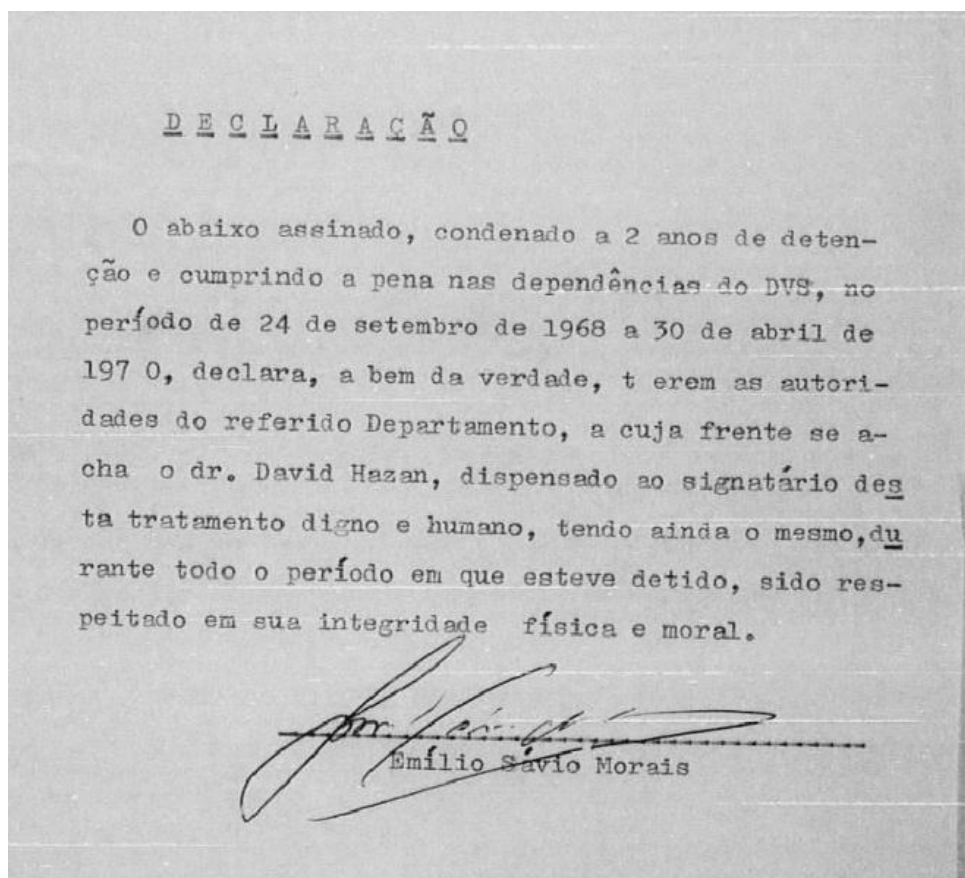 DECLARAÇÃO
O abaixo assinado, condenado a 2 anos de deten-
ção e cumprindo a pena nas dependências do DVS, no
período de 24 de setembro de 1968 a 30 de abril de
197 0, declara, a bem da verdade, t erem as autori-
dades do referido Departamento, a cuja frente se a-
cha o dr. David Hazan, dispensado ao signatário des
ta tratamento digno e humano, tendo ainda o mesmo,du
rante todo o período em que esteve detido, sido res-
peitado em sua integridade física e moral.
Emílio Sávio Morais